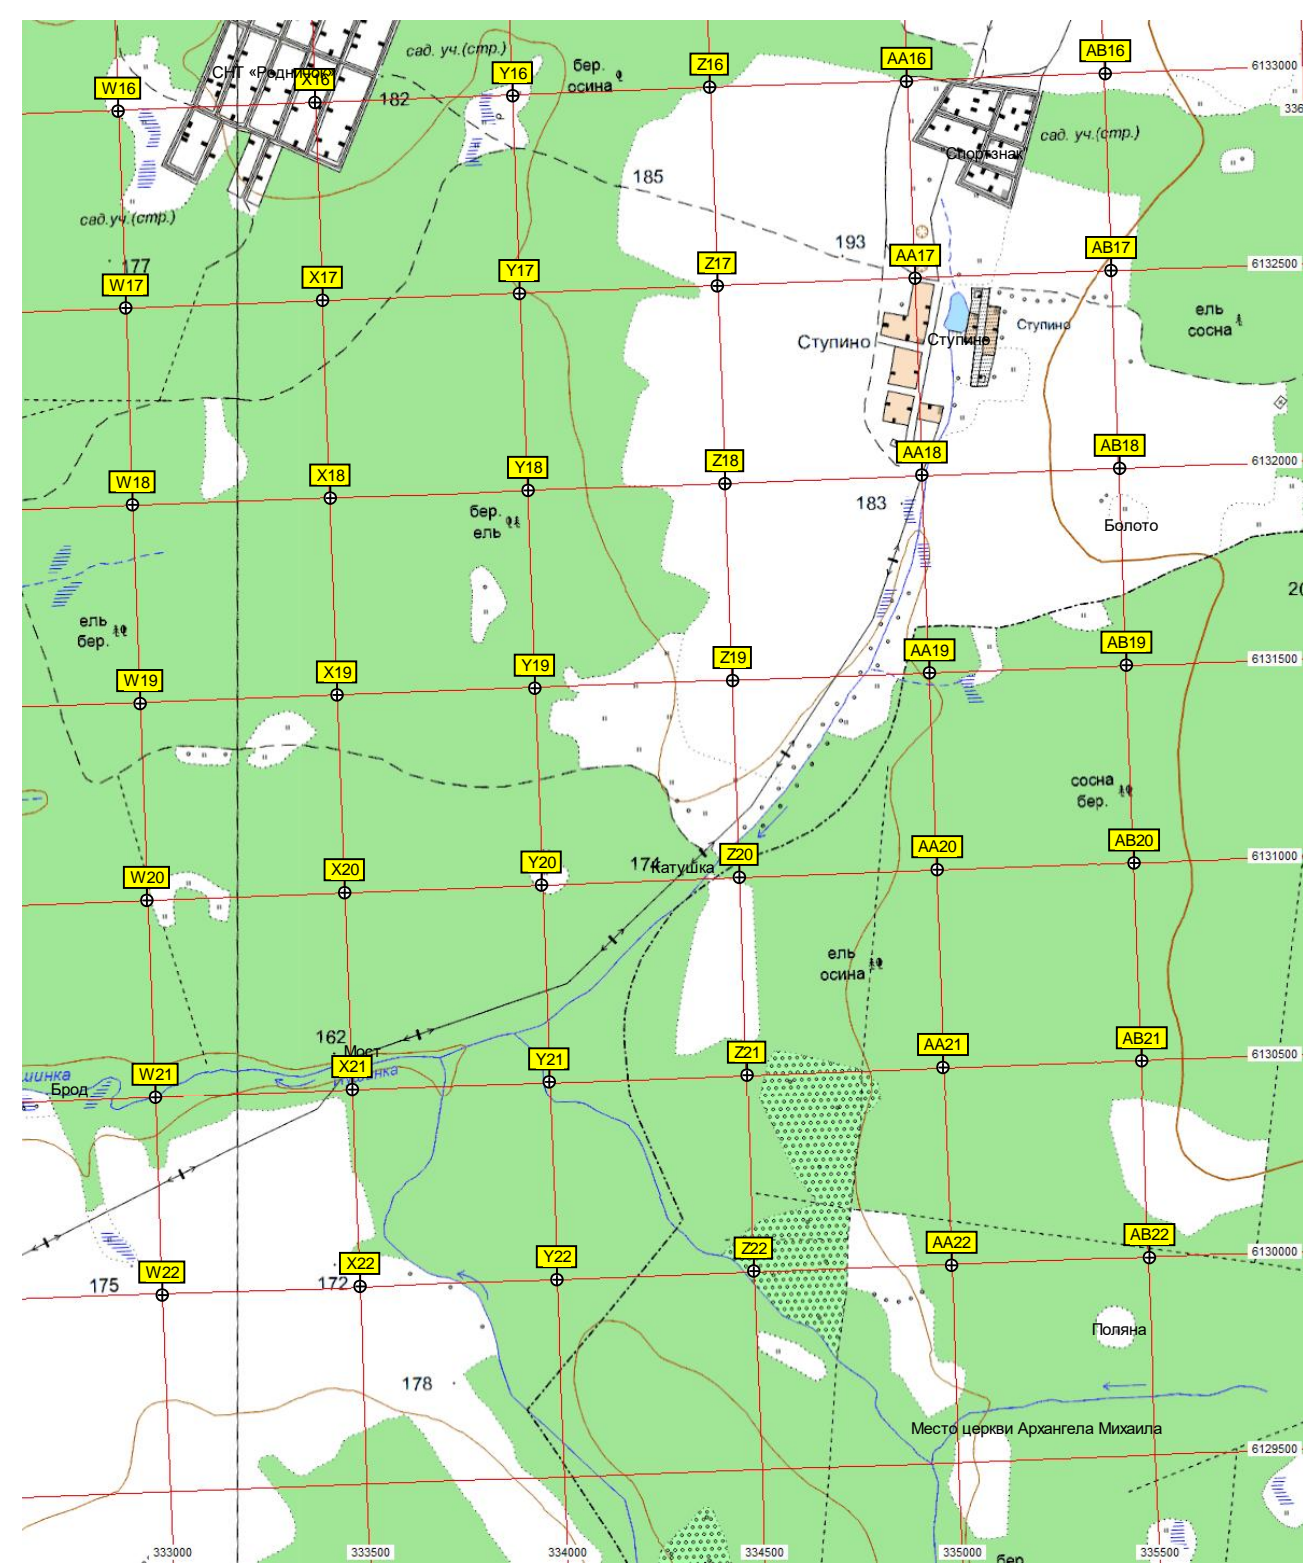 сад. уч.(стр.)
AB16
AA16
Z16
6133000
Y16
бер.
осина
СНТ «Родничок»
X16
W16
182
336
сад. уч.(стр.)
"Спортзнак"
185
сад.уч.(стр.)
193
AB17
AA17
6132500
Z17
Y17
177
X17
W17
ель
сосна
Ступино
Ступино
Ступино
AB18
AA18
6132000
Z18
Y18
X18
W18
183
бер.
ель
Болото
20
ель
бер.
AB19
AA19
6131500
Z19
Y19
X19
W19
сосна
бер.
AB20
AA20
6131000
Z20
174
Катушка
Y20
X20
W20
ель
осина
162
Мост
AB21
AA21
6130500
Z21
Y21
X21
W21
шинка
Брод
AB22
AA22
6130000
Z22
Y22
X22
W22
175
172
Поляна
178
Место церкви Архангела Михаила
6129500
333000
333500
334000
334500
335000
335500
бер.